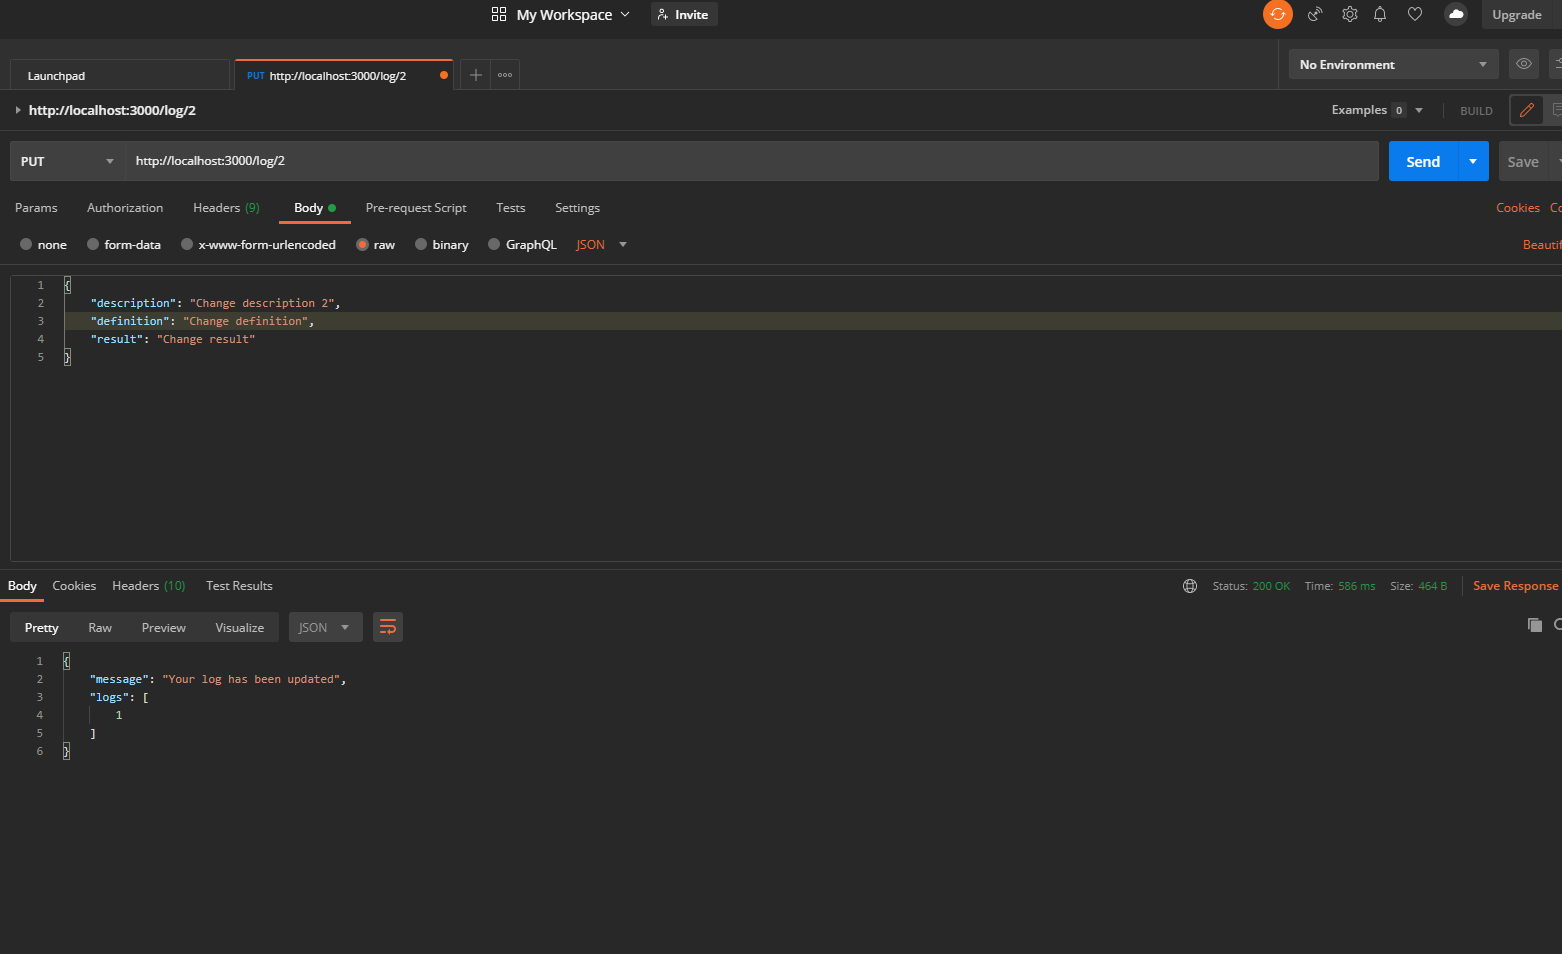 My Workspace Invite Upgrade
Launchpad PUT http://localhost:3000/log/2 No Environment
http://localhost:3000/log/2 Examples 0 BUILD
PUT http://localhost:3000/log/2 Send Save
Params Authorization Headers (9) Body Pre-request Script Tests Settings Cookies Co
none form-data x-www-form-urlencoded raw binary GraphQL JSON Beautif
1 {
2 "description": "Change description 2",
3 "definition": "Change definition",
4 "result": "Change result"
5 }
Body Cookies Headers (10) Test Results Status: 200 OK Time: 586 ms Size: 464 B Save Response
Pretty Raw Preview Visualize JSON
1 {
2 "message": "Your log has been updated",
3 "logs": [
4 1
5 ]
6 }